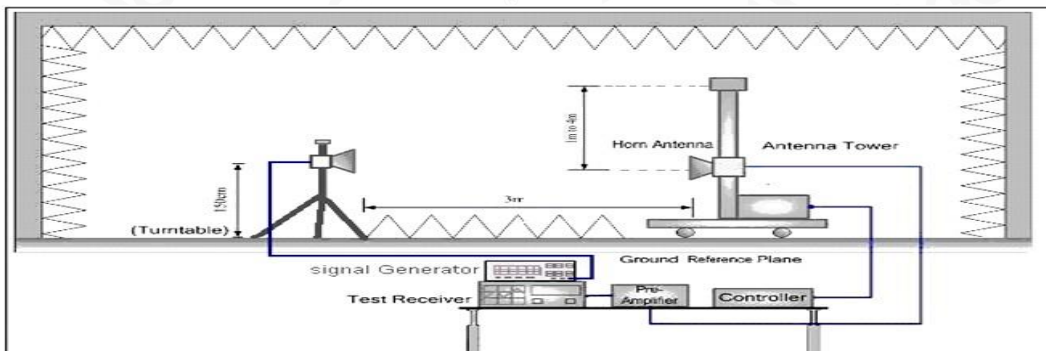 1m to 4m
Horn Antenna
Antenna Tower
150cm
3m
(Turntable)
Ground Reference Plane
signal Generator
Test Receiver
Pre-
Amplifier
Controller